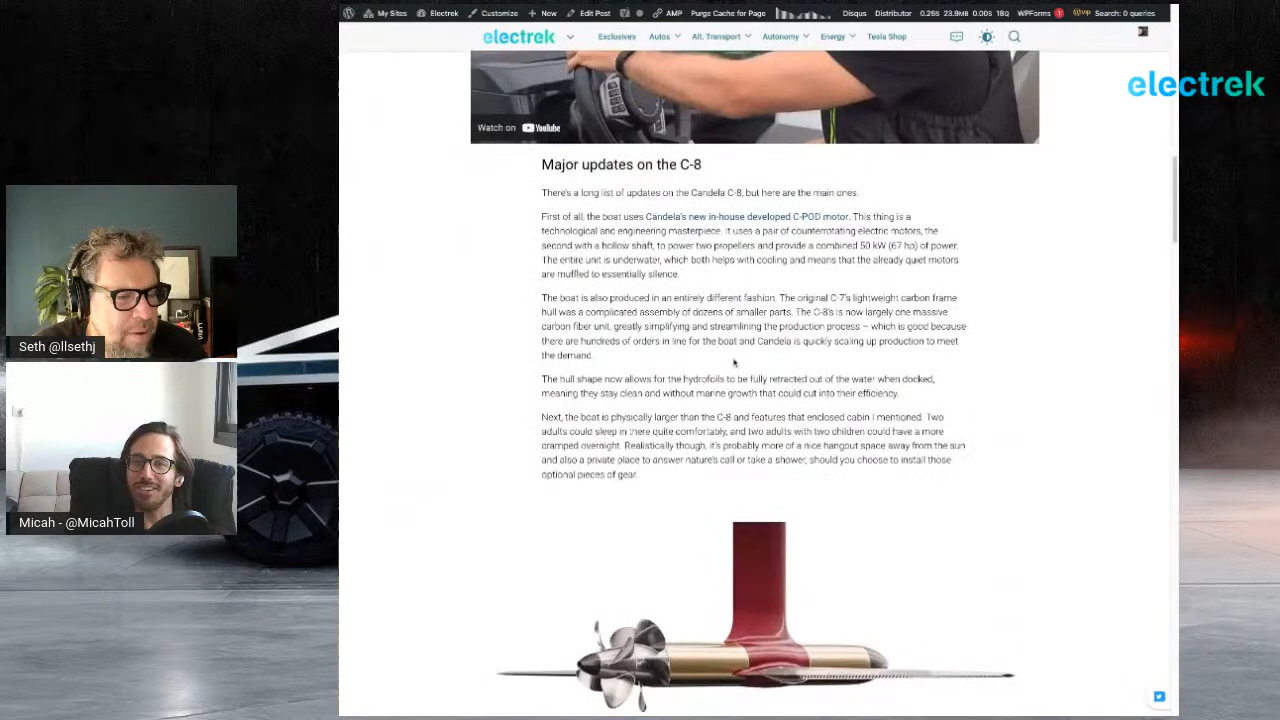 My Sites
Electrek
Customize
New
Edit Post
AMP
Purge Cache for Page
Disqus
Distributor
0.26s 23.9MB 0.00s 18Q
WPForms 1
Search: 0 queries
electrek
Exclusives
Autos
Alt. Transport
Autonomy
Energy
Tesla Shop
electrek
Watch on YouTube
Major updates on the C-8
There's a long list of updates on the Candela C-8, but here are the main ones.
First of all, the boat uses Candela's new in-house developed C-POD motor. This thing is a
technological and engineering masterpiece. It uses a pair of counterrotating electric motors, the
second with a hollow shaft, to power two propellers and provide a combined 50 kW (67 hp) of power.
The entire unit is underwater, which both helps with cooling and means that the already quiet motors
are muffled to essentially silence.
The boat is also produced in an entirely different fashion. The original C-7's lightweight carbon frame
hull was a complicated assembly of dozens of smaller parts. The C-8's is now largely one massive
carbon fiber unit, greatly simplifying and streamlining the production process – which is good because
there are hundreds of orders in line for the boat and Candela is quickly scaling up production to meet
the demand.
The hull shape now allows for the hydrofoils to be fully retracted out of the water when docked,
meaning they stay clean and without marine growth that could cut into their efficiency.
Next, the boat is physically larger than the C-8 and features that enclosed cabin I mentioned. Two
adults could sleep in there quite comfortably, and two adults with two children could have a more
cramped overnight. Realistically though, it's probably more of a nice hangout space away from the sun
and also a private place to answer nature's call or take a shower, should you choose to install those
optional pieces of gear.
Seth @llsethj
Micah - @MicahToll